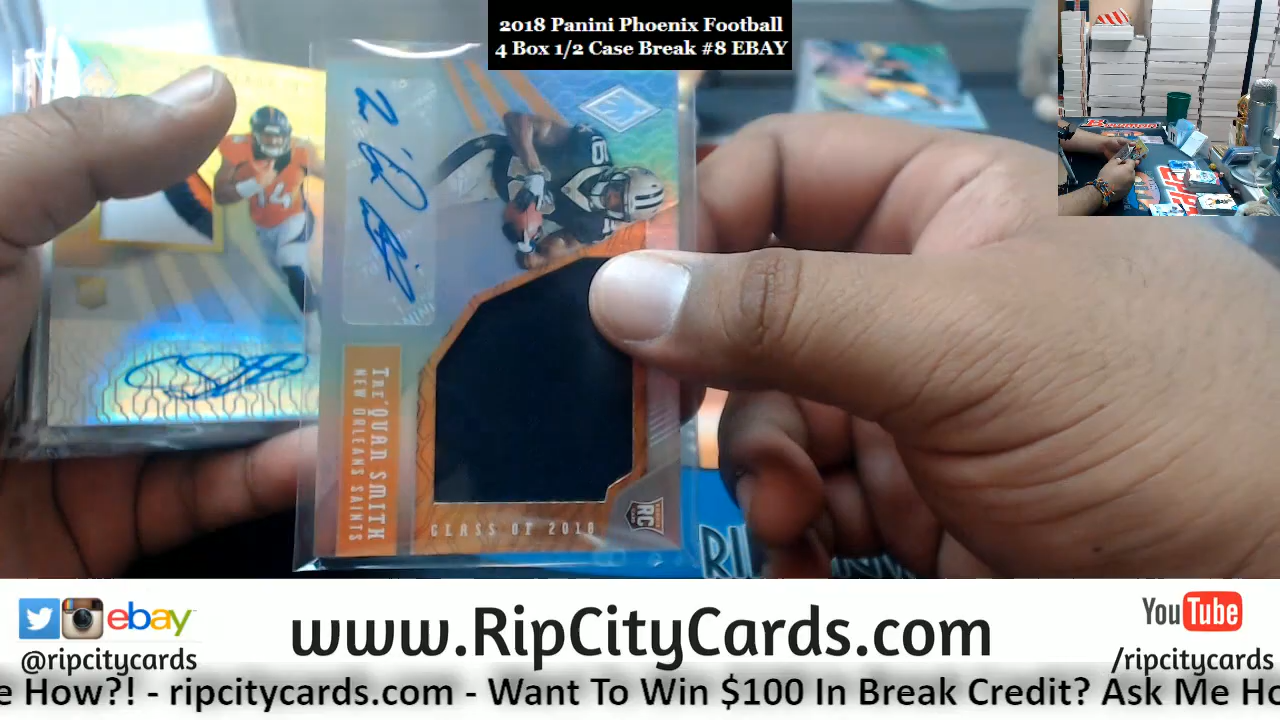 2018 Panini Phoenix Football
4 Box 1/2 Case Break #8 EBAY
14
TRE'QUAN SMITH
NEW ORLEANS SAINTS
CLASS OF 2018
RC
ebay
@ripcitycards
www.RipCityCards.com
YouTube
/ripcitycards
e How?! - ripcitycards.com - Want To Win $100 In Break Credit? Ask Me Ho